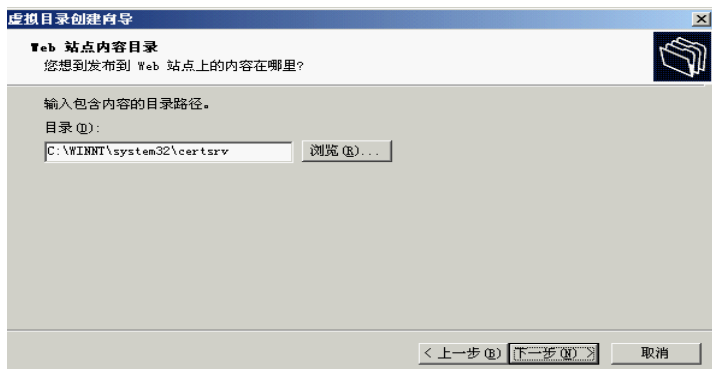 虚拟目录创建向导
Web 站点内容目录
您想到发布到 Web 站点上的内容在哪里?
输入包含内容的目录路径。
目录(D):
C:\WINNT\system32\certsrv 浏览(R)...
< 上一步(B) 下一步(N) > 取消